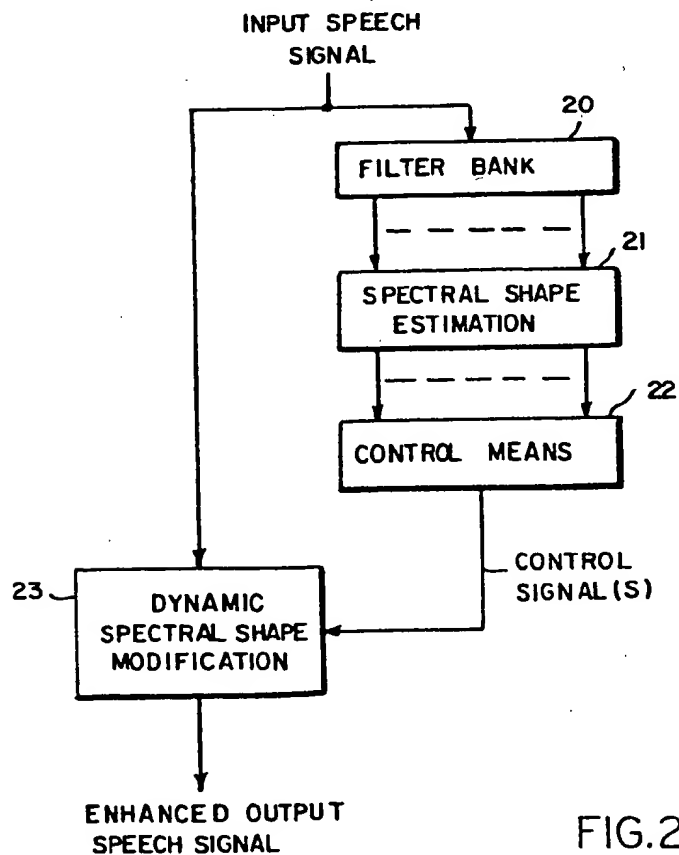 INPUT SPEECH
SIGNAL
20
FILTER BANK
21
SPECTRAL SHAPE
ESTIMATION
22
CONTROL MEANS
CONTROL
SIGNAL(S)
23
DYNAMIC
SPECTRAL SHAPE
MODIFICATION
ENHANCED OUTPUT
SPEECH SIGNAL
FIG.2